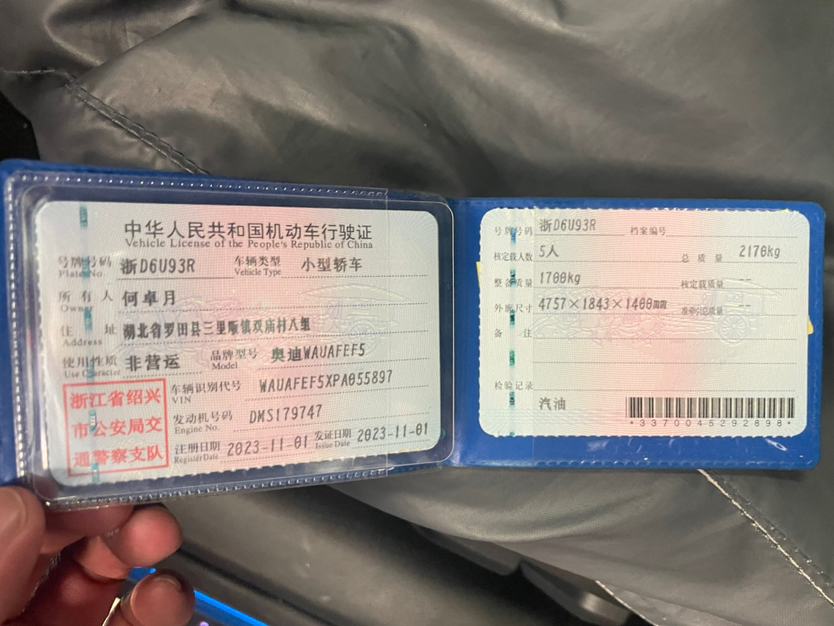 中华人民共和国机动车行驶证
Vehicle License of the People's Republic of China
号牌号码 浙D6U93R 车辆类型 小型轿车
Plate No. Vehicle Type
所有人 何卓月
Owner
住址 湖北省罗田县三里畈镇双庙村八组
Address
使用性质 非营运 品牌型号 奥迪WAUAFEF5
Use Character Model
浙江省绍兴
市公安局交
通警察支队
车辆识别代号 WAUAFEF5XPA055897
VIN
发动机号码 DMS179747
Engine No.
注册日期 2023-11-01 发证日期 2023-11-01
Register Date Issue Date
号牌号码 浙D6U93R 档案编号
核定载人数 5人 总质量 2170kg
整备质量 1700kg 核定载质量 --
外廓尺寸 4757×1843×1400mm 准牵引总质量 --
备注
检验记录
汽油
*3370045292898*